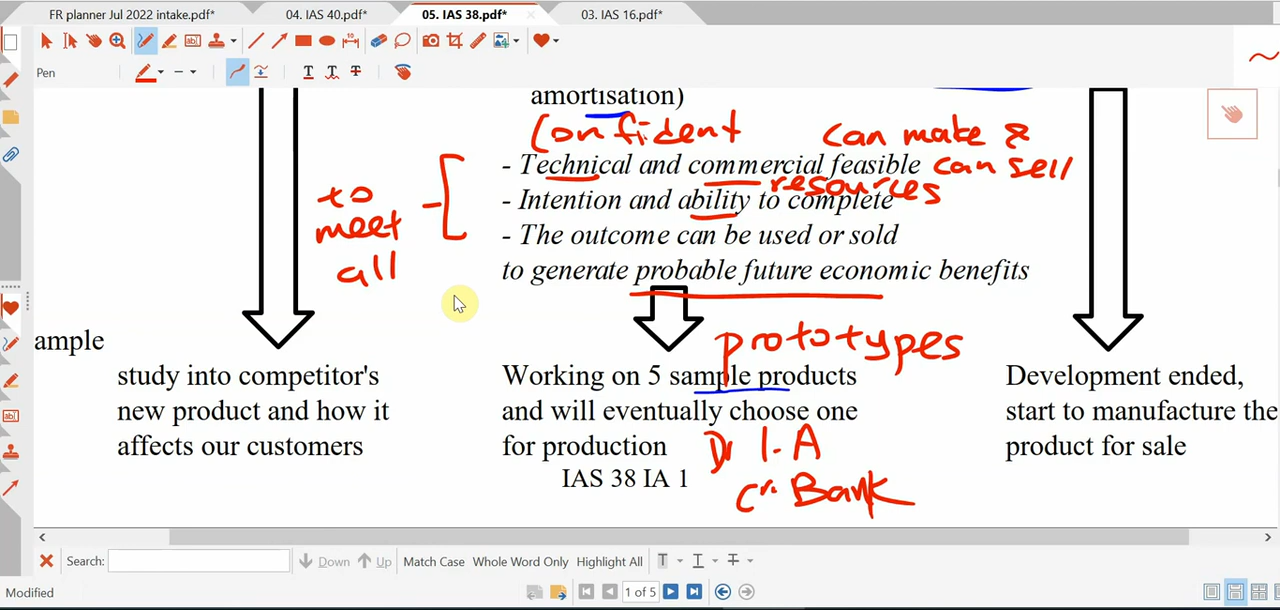 FR planner Jul 2022 intake.pdf*
04. IAS 40.pdf*
05. IAS 38.pdf*
03. IAS 16.pdf*
Pen
amortisation)
Confident
can make &
- Technical and commercial feasible can sell
resources
- Intention and ability to complete
- The outcome can be used or sold
to generate probable future economic benefits
to
meet
all
prototypes
ample
study into competitor's
new product and how it
affects our customers
Working on 5 sample products
and will eventually choose one
for production
IAS 38 IA 1
Dr I.A
Cr Bank
Development ended,
start to manufacture the
product for sale
Search:
Down
Up
Match Case
Whole Word Only
Highlight All
Modified
1 of 5